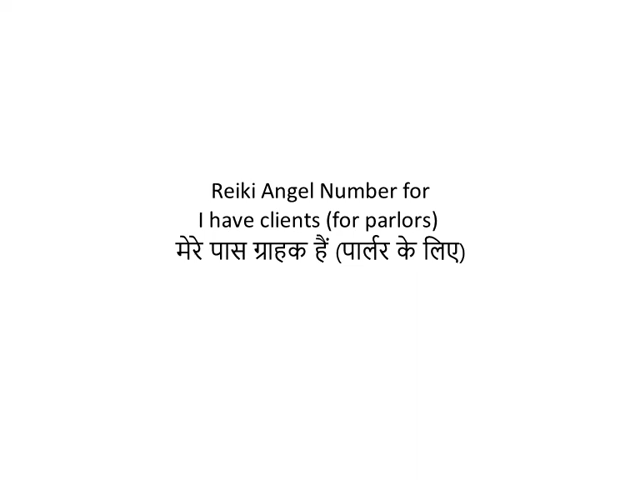 Reiki Angel Number for
I have clients (for parlors)
मेरे पास ग्राहक हैं (पार्लर के लिए)